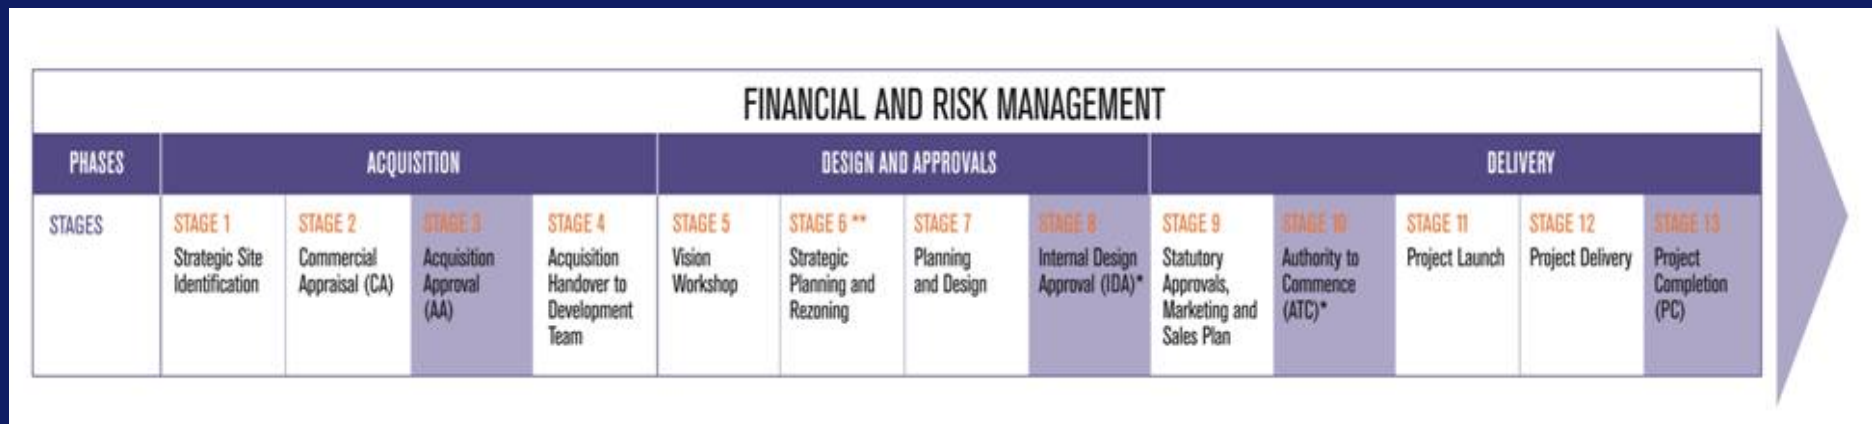 FINANCIAL AND RISK MANAGEMENT
PHASES
ACQUISITION
DESIGN AND APPROVALS
DELIVERY
STAGES
STAGE 1
Strategic Site
Identification
STAGE 2
Commercial
Appraisal (CA)
STAGE 3
Acquisition
Approval
(AA)
STAGE 4
Acquisition
Handover to
Development
Team
STAGE 5
Vision
Workshop
STAGE 6 **
Strategic
Planning and
Rezoning
STAGE 7
Planning
and Design
STAGE 8
Internal Design
Approval (IDA)*
STAGE 9
Statutory
Approvals,
Marketing and
Sales Plan
STAGE 10
Authority to
Commence
(ATC)*
STAGE 11
Project Launch
STAGE 12
Project Delivery
STAGE 13
Project
Completion
(PC)